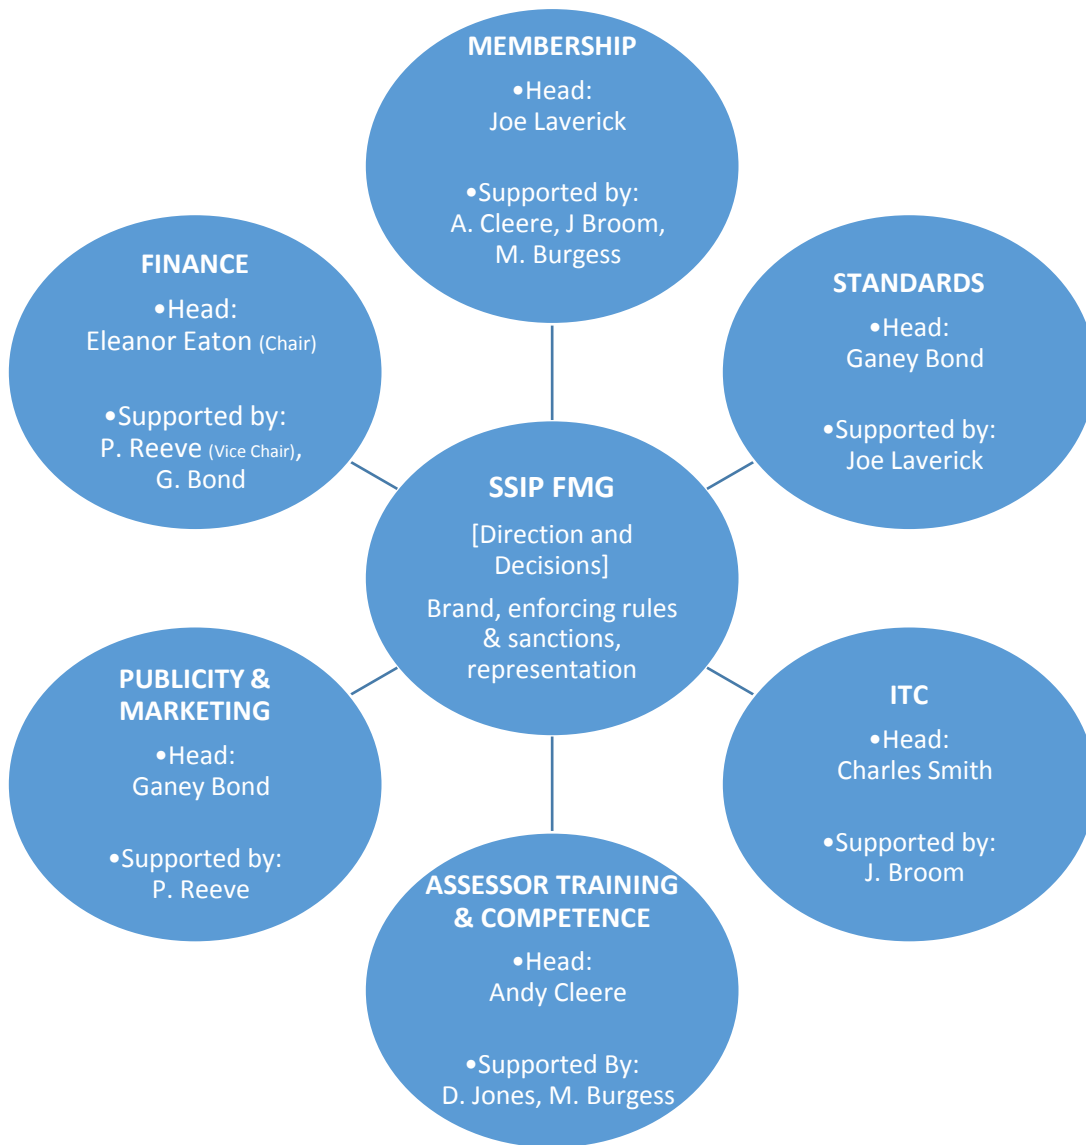 MEMBERSHIP
•Head:
Joe Laverick
•Supported by:
A. Cleere, J Broom,
M. Burgess
FINANCE
•Head:
Eleanor Eaton (Chair)
•Supported by:
P. Reeve (Vice Chair),
G. Bond
STANDARDS
•Head:
Ganey Bond
•Supported by:
Joe Laverick
SSIP FMG
[Direction and
Decisions]
Brand, enforcing rules
& sanctions,
representation
PUBLICITY &
MARKETING
•Head:
Ganey Bond
•Supported by:
P. Reeve
ITC
•Head:
Charles Smith
•Supported by:
J. Broom
ASSESSOR TRAINING
& COMPETENCE
•Head:
Andy Cleere
•Supported By:
D. Jones, M. Burgess